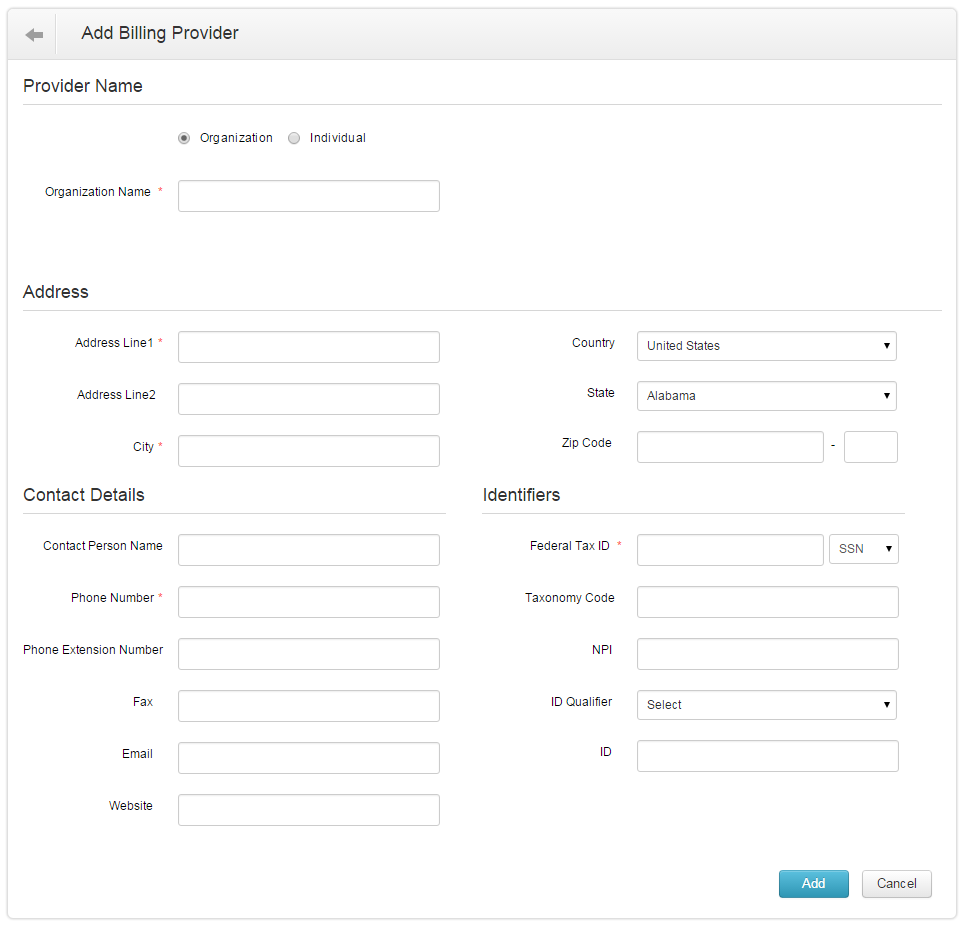 Add Billing Provider
Provider Name
Organization Individual
Organization Name *
Address
Address Line1 *
Address Line2
City *
Country United States
State Alabama
Zip Code -
Contact Details
Contact Person Name
Phone Number *
Phone Extension Number
Fax
Email
Website
Identifiers
Federal Tax ID * SSN
Taxonomy Code
NPI
ID Qualifier Select
ID
Add Cancel